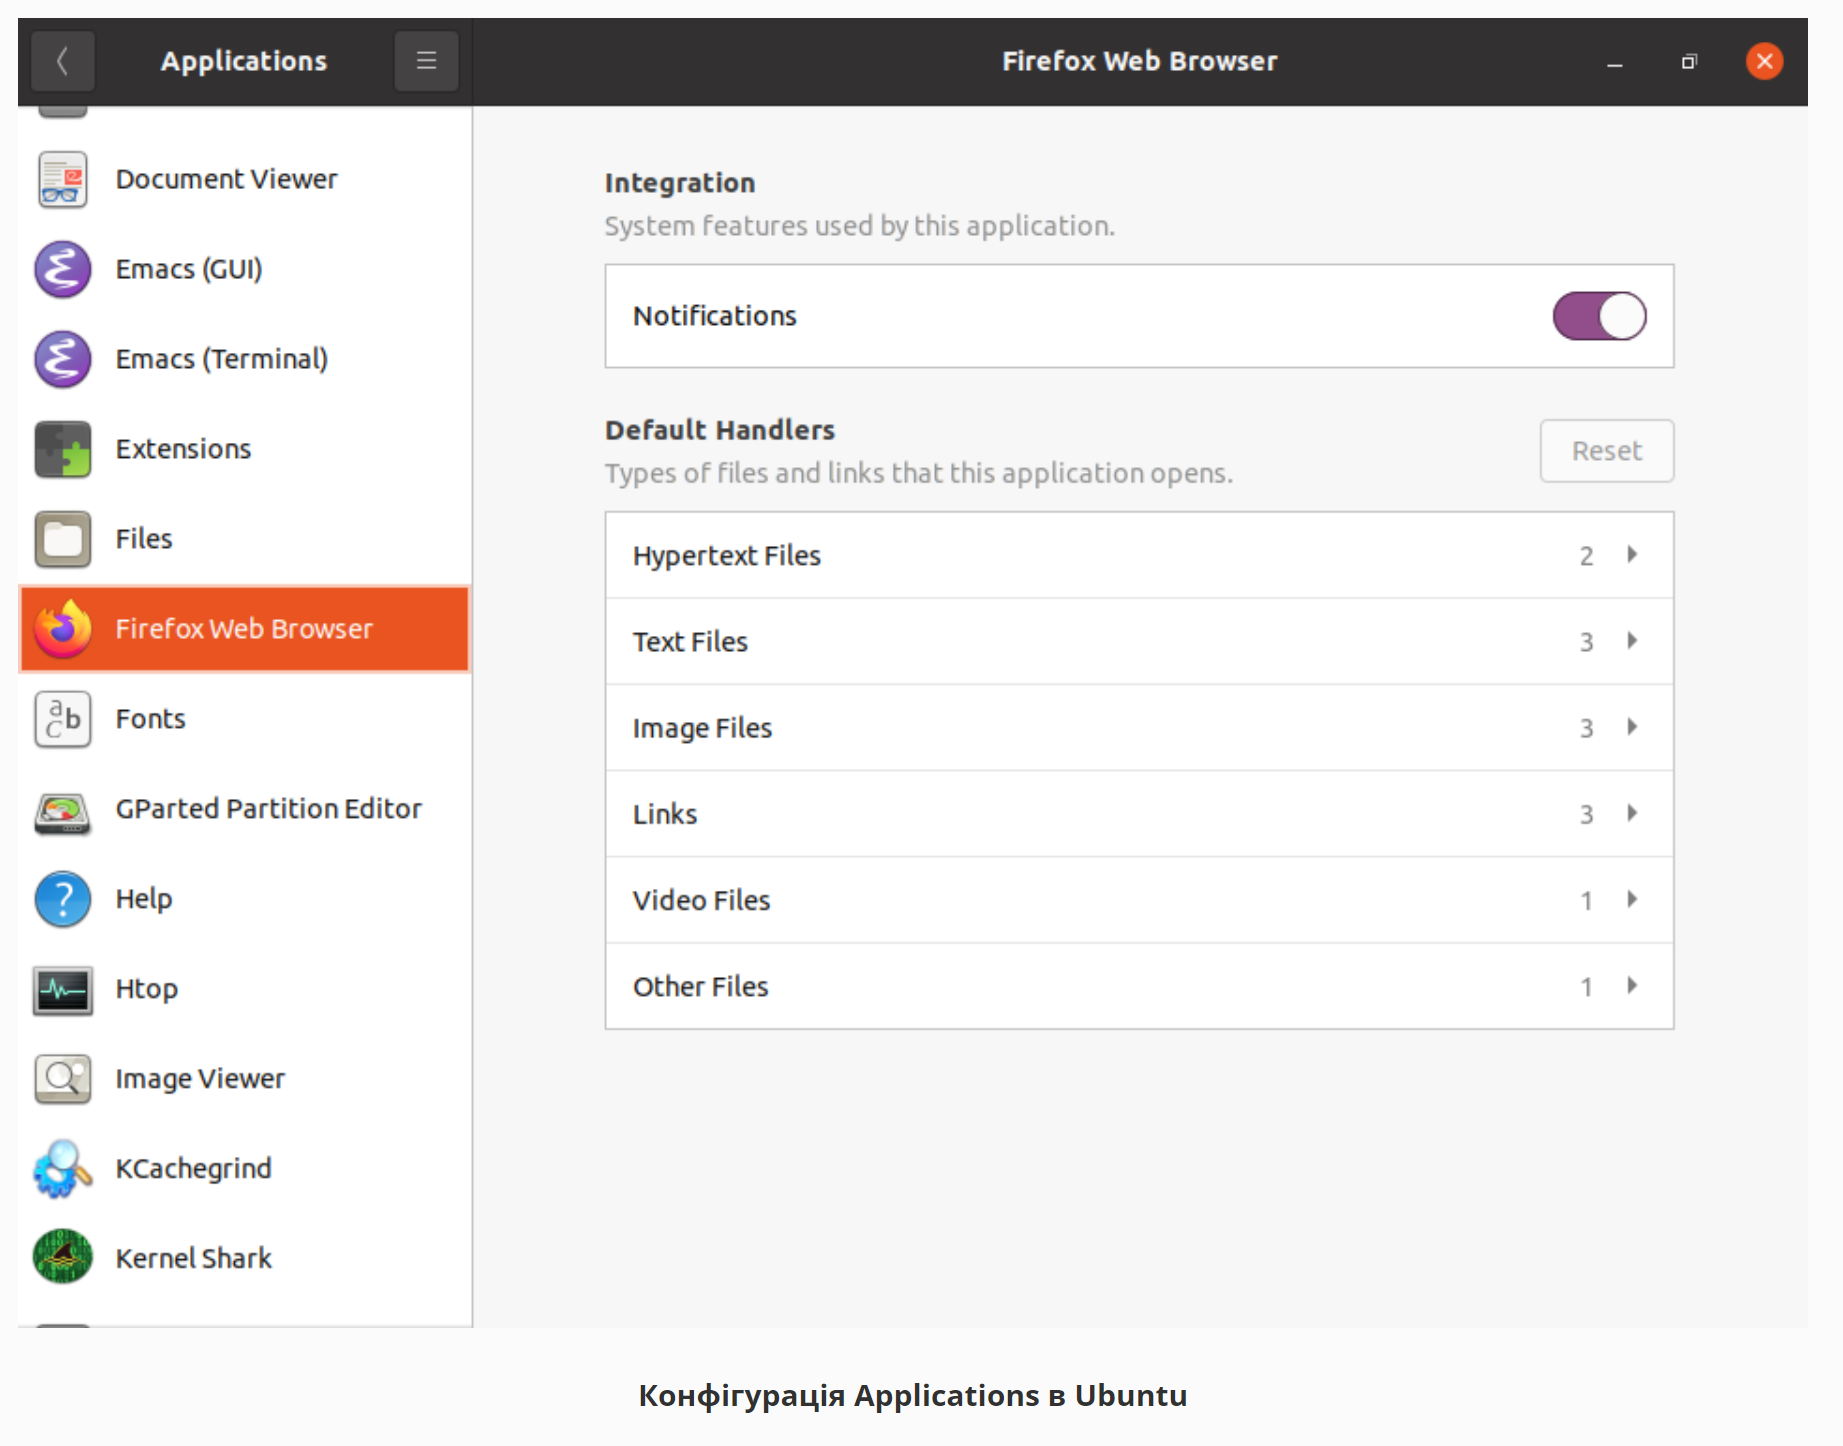 Applications
Firefox Web Browser
Document Viewer
Emacs (GUI)
Emacs (Terminal)
Extensions
Files
Firefox Web Browser
Fonts
GParted Partition Editor
Help
Htop
Image Viewer
KCachegrind
Kernel Shark
Integration
System features used by this application.
Notifications
Default Handlers
Types of files and links that this application opens.
Reset
Hypertext Files 2
Text Files 3
Image Files 3
Links 3
Video Files 1
Other Files 1
Конфігурація Applications в Ubuntu